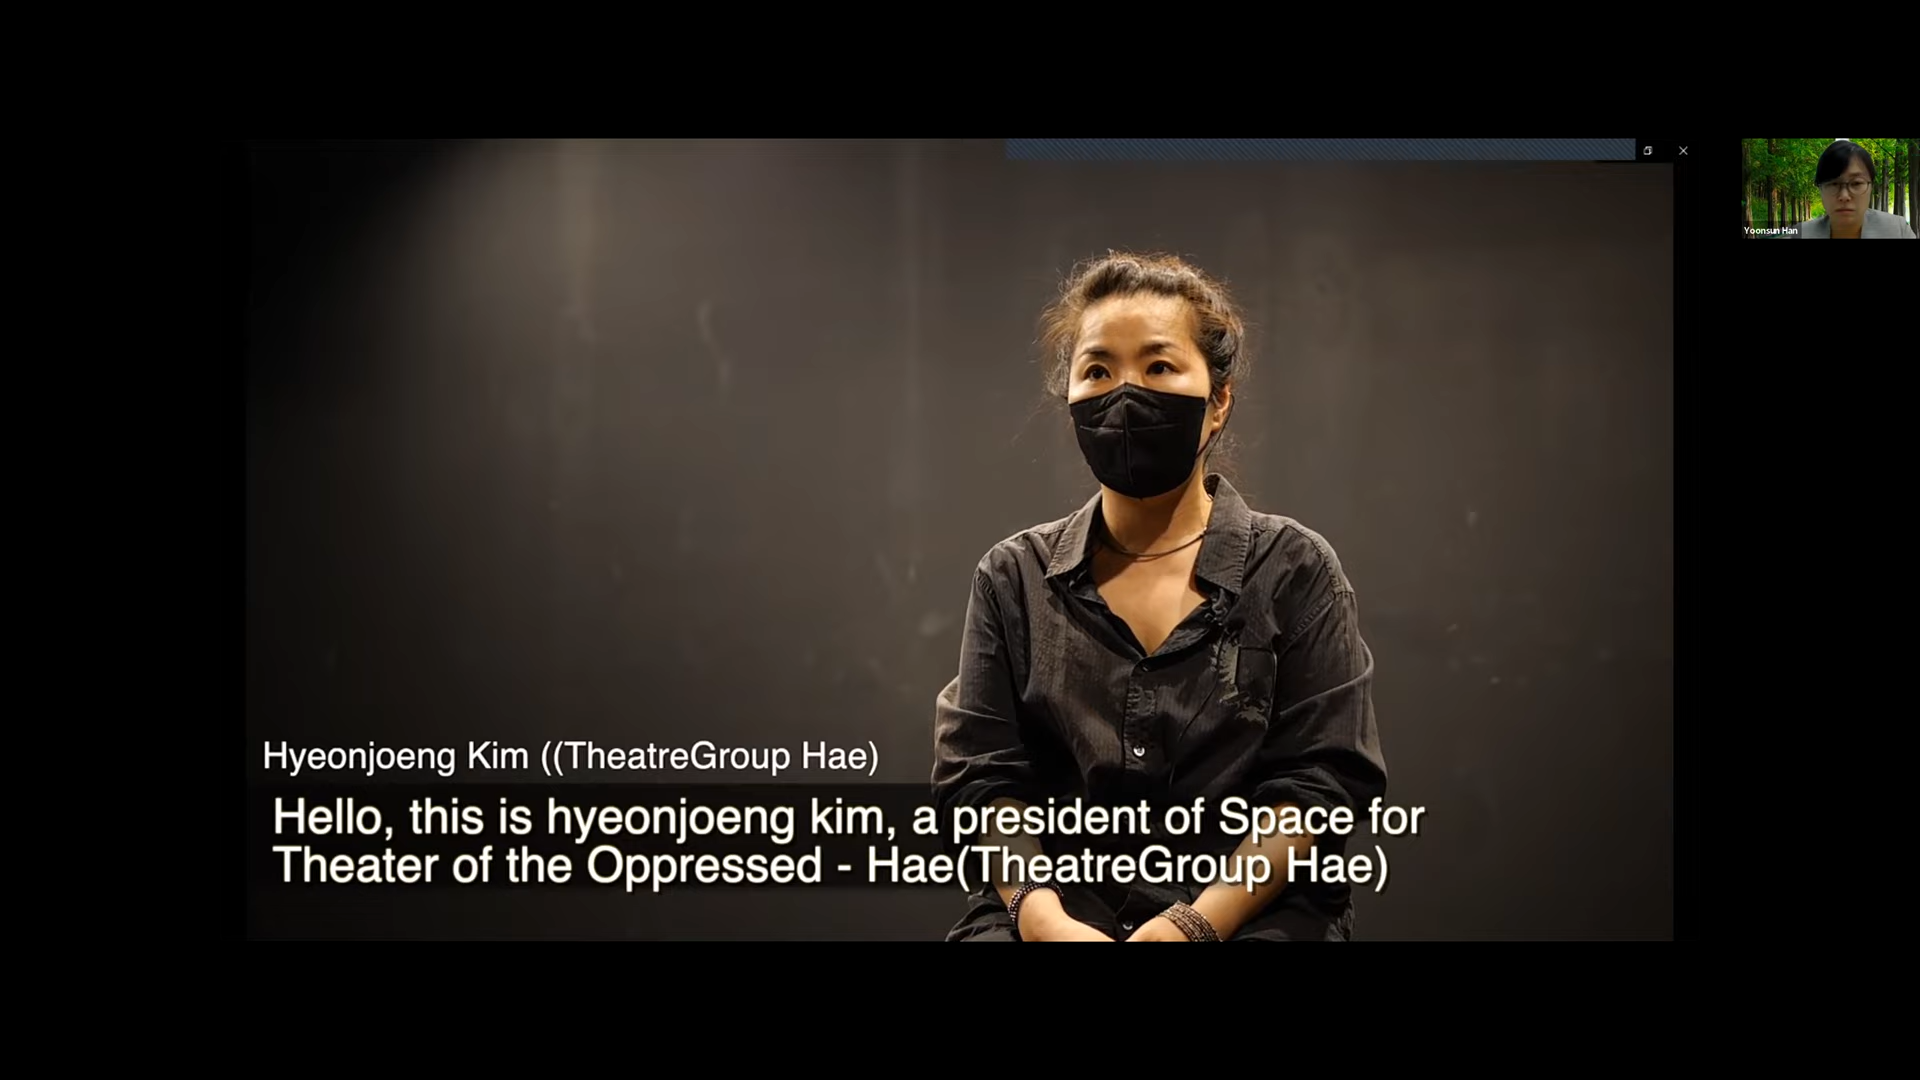 Yoonsun Han
Hyeonjoeng Kim ((TheatreGroup Hae)
Hello, this is hyeonjoeng kim, a president of Space for
Theater of the Oppressed - Hae(TheatreGroup Hae)